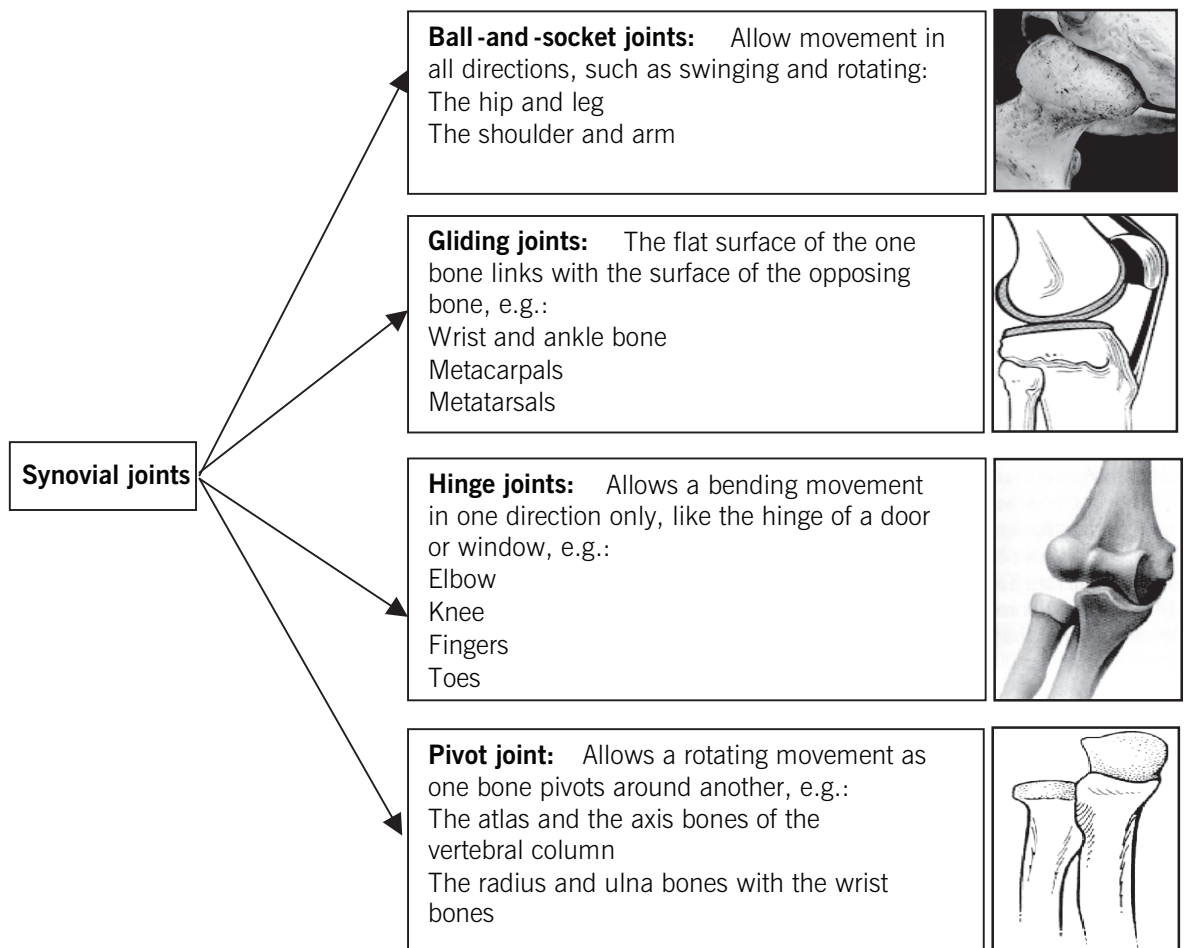 Synovial joints
Ball-and-socket joints: Allow movement in
all directions, such as swinging and rotating:
The hip and leg
The shoulder and arm
Gliding joints: The flat surface of the one
bone links with the surface of the opposing
bone, e.g.:
Wrist and ankle bone
Metacarpals
Metatarsals
Hinge joints: Allows a bending movement
in one direction only, like the hinge of a door
or window, e.g.:
Elbow
Knee
Fingers
Toes
Pivot joint: Allows a rotating movement as
one bone pivots around another, e.g.:
The atlas and the axis bones of the
vertebral column
The radius and ulna bones with the wrist
bones